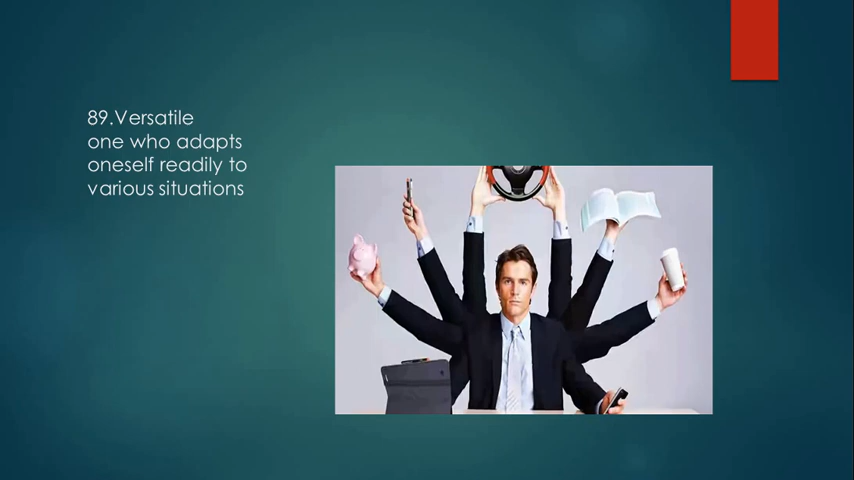 89.Versatile
one who adapts
oneself readily to
various situations